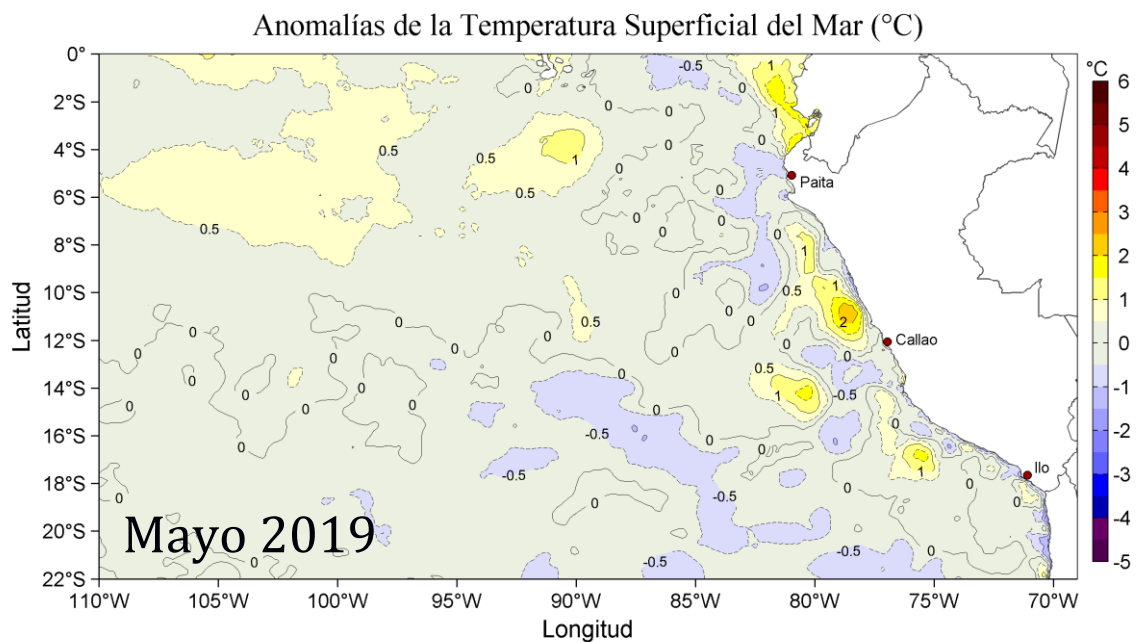 Anomalías de la Temperatura Superficial del Mar (°C)
°C
6
5
4
3
2
1
0
-1
-2
-3
-4
-5
Latitud
0°
2°S
4°S
6°S
8°S
10°S
12°S
14°S
16°S
18°S
20°S
22°S
Paita
Callao
Ilo
Mayo 2019
110°W 105°W 100°W 95°W 90°W 85°W 80°W 75°W 70°W
Longitud